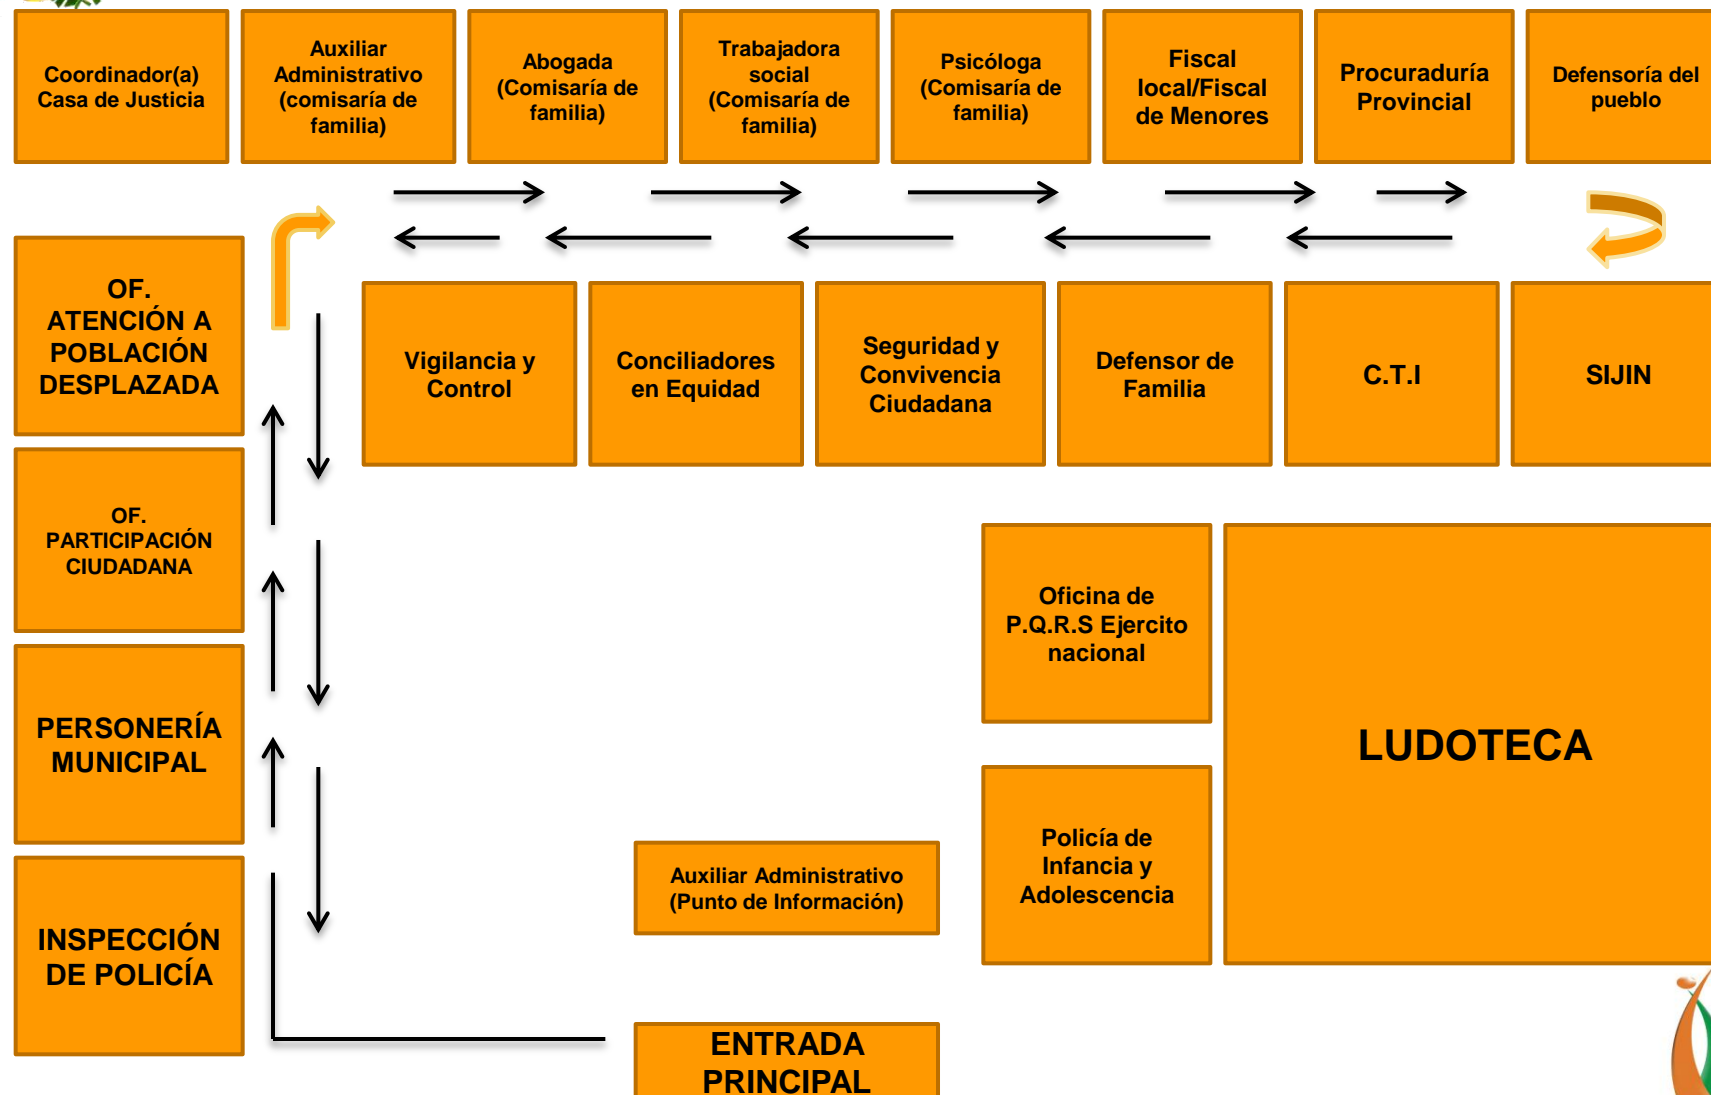 Coordinador(a)
Casa de Justicia
Auxiliar
Administrativo
(comisaría de
familia)
Abogada
(Comisaría de
familia)
Trabajadora
social
(Comisaría de
familia)
Psicóloga
(Comisaría de
familia)
Fiscal
local/Fiscal
de Menores
Procuraduría
Provincial
Defensoría del
pueblo
OF.
ATENCIÓN A
POBLACIÓN
DESPLAZADA
Vigilancia y
Control
Conciliadores
en Equidad
Seguridad y
Convivencia
Ciudadana
Defensor de
Familia
C.T.I
SIJIN
OF.
PARTICIPACIÓN
CIUDADANA
Oficina de
P.Q.R.S Ejercito
nacional
LUDOTECA
PERSONERÍA
MUNICIPAL
Policía de
Infancia y
Adolescencia
Auxiliar Administrativo
(Punto de Información)
INSPECCIÓN
DE POLICÍA
ENTRADA
PRINCIPAL